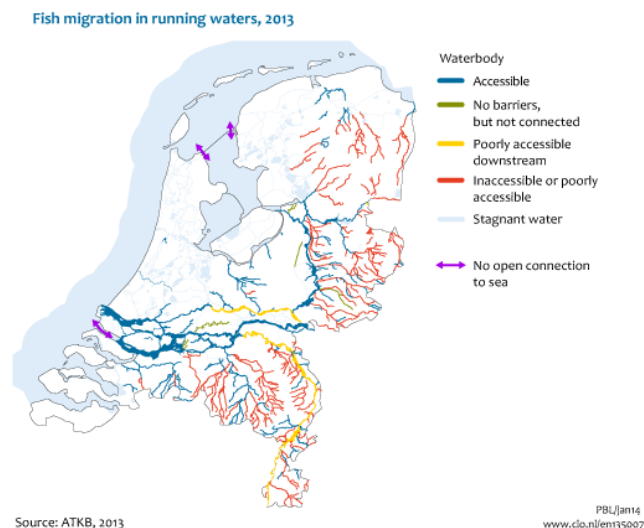 Fish migration in running waters, 2013
Waterbody
Accessible
No barriers,
but not connected
Poorly accessible
downstream
Inaccessible or poorly
accessible
Stagnant water
No open connection
to sea
Source: ATKB, 2013
PBL/Jan14
www.clo.nl/en135007